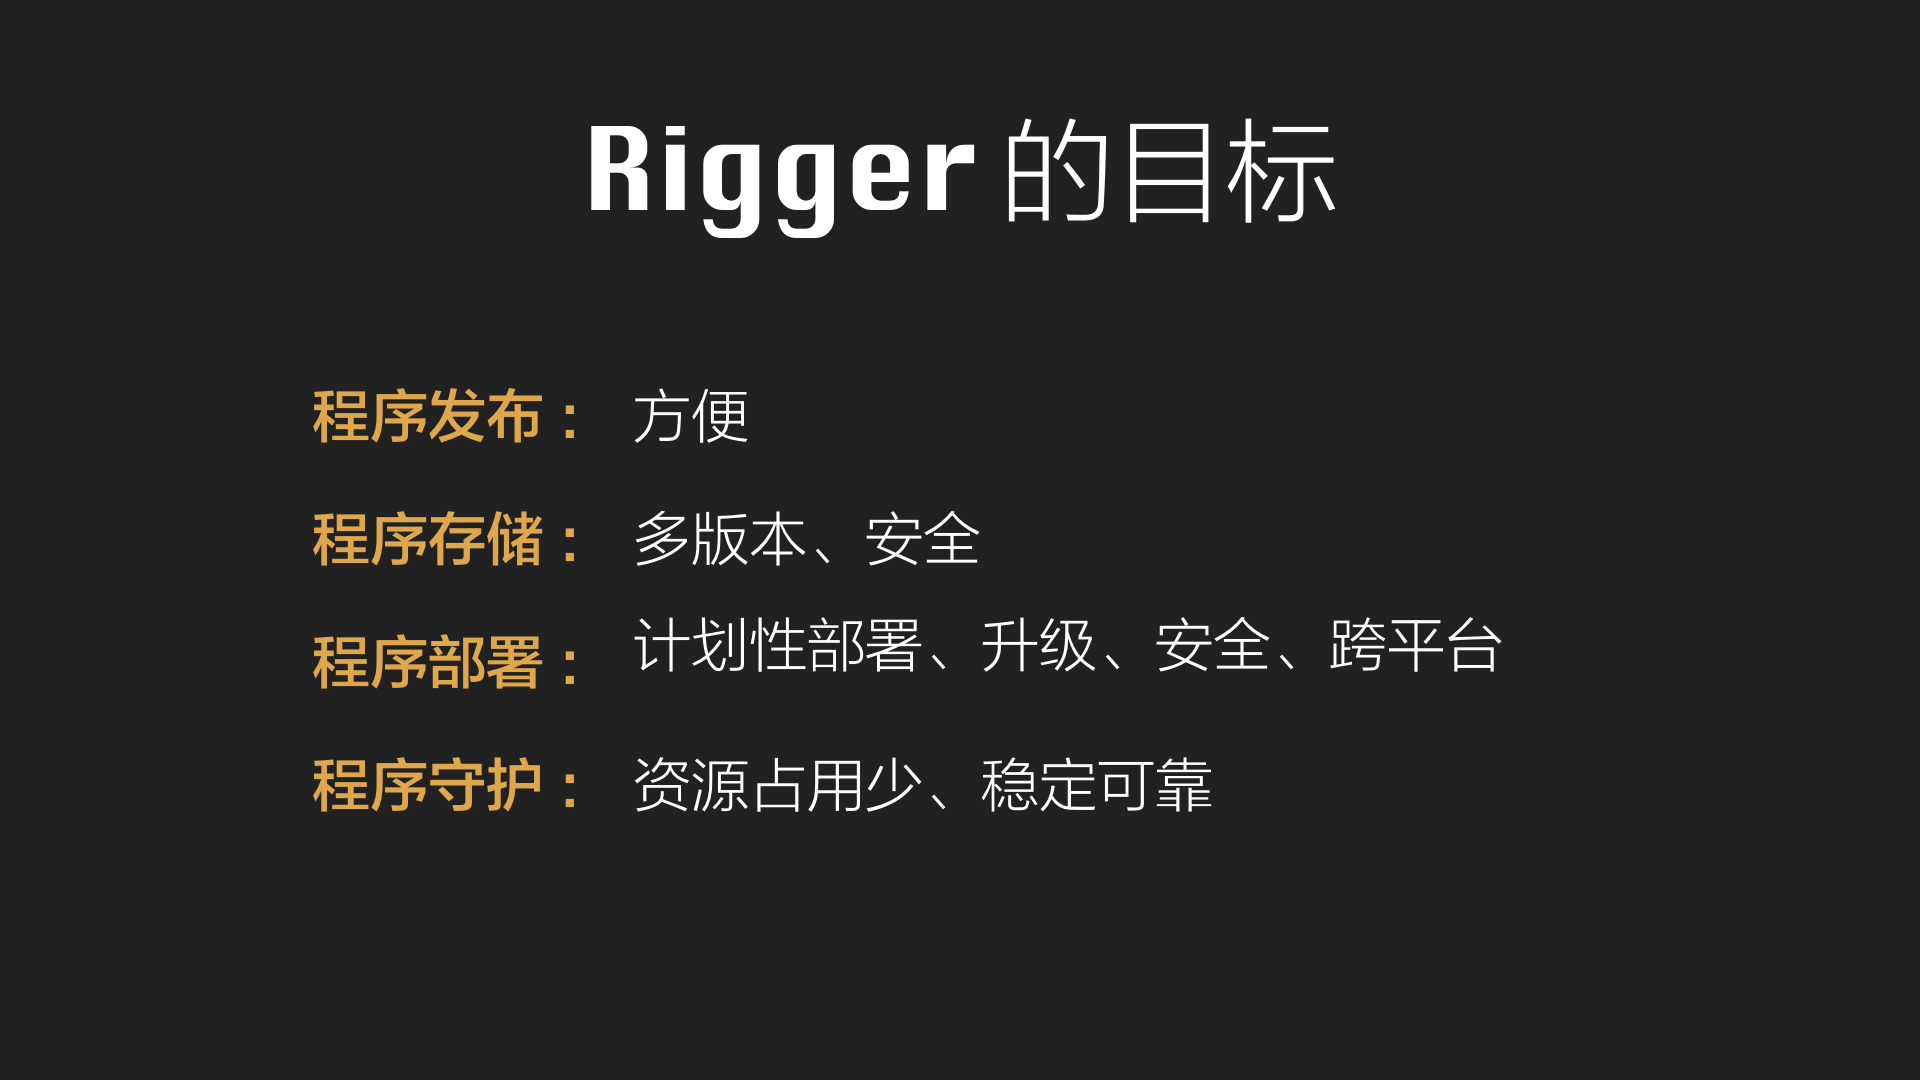 Rigger 的目标
程序发布： 方便
程序存储： 多版本、安全
程序部署： 计划性部署、升级、安全、跨平台
程序守护： 资源占用少、稳定可靠